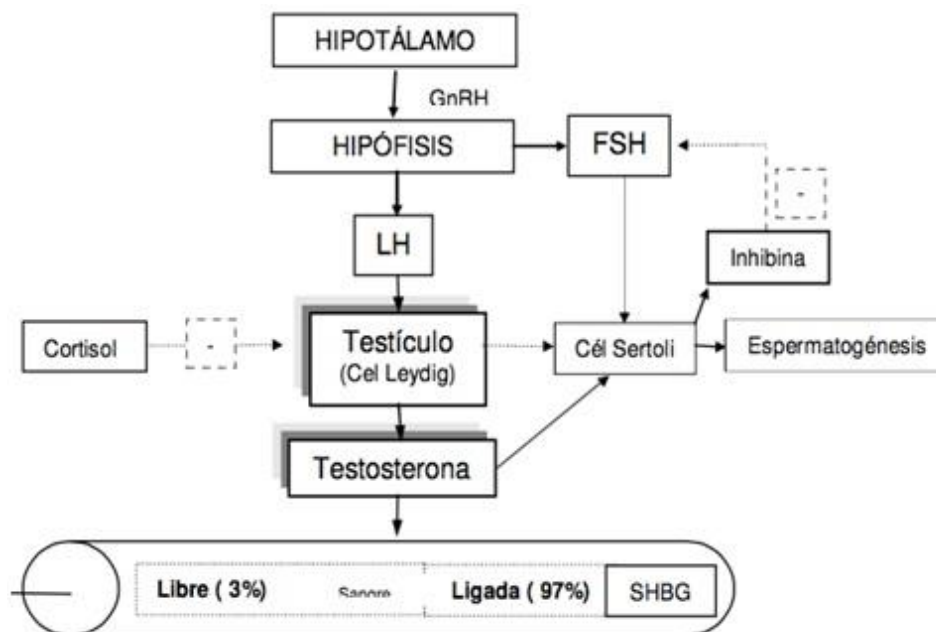 HIPOTÁLAMO
GnRH
HIPÓFISIS
FSH
-
LH
Inhibina
Cortisol
-
Testículo
(Cel Leydig)
Cél Sertoli
Espermatogénesis
Testosterona
Libre ( 3%)
Ligada ( 97%)
SHBG